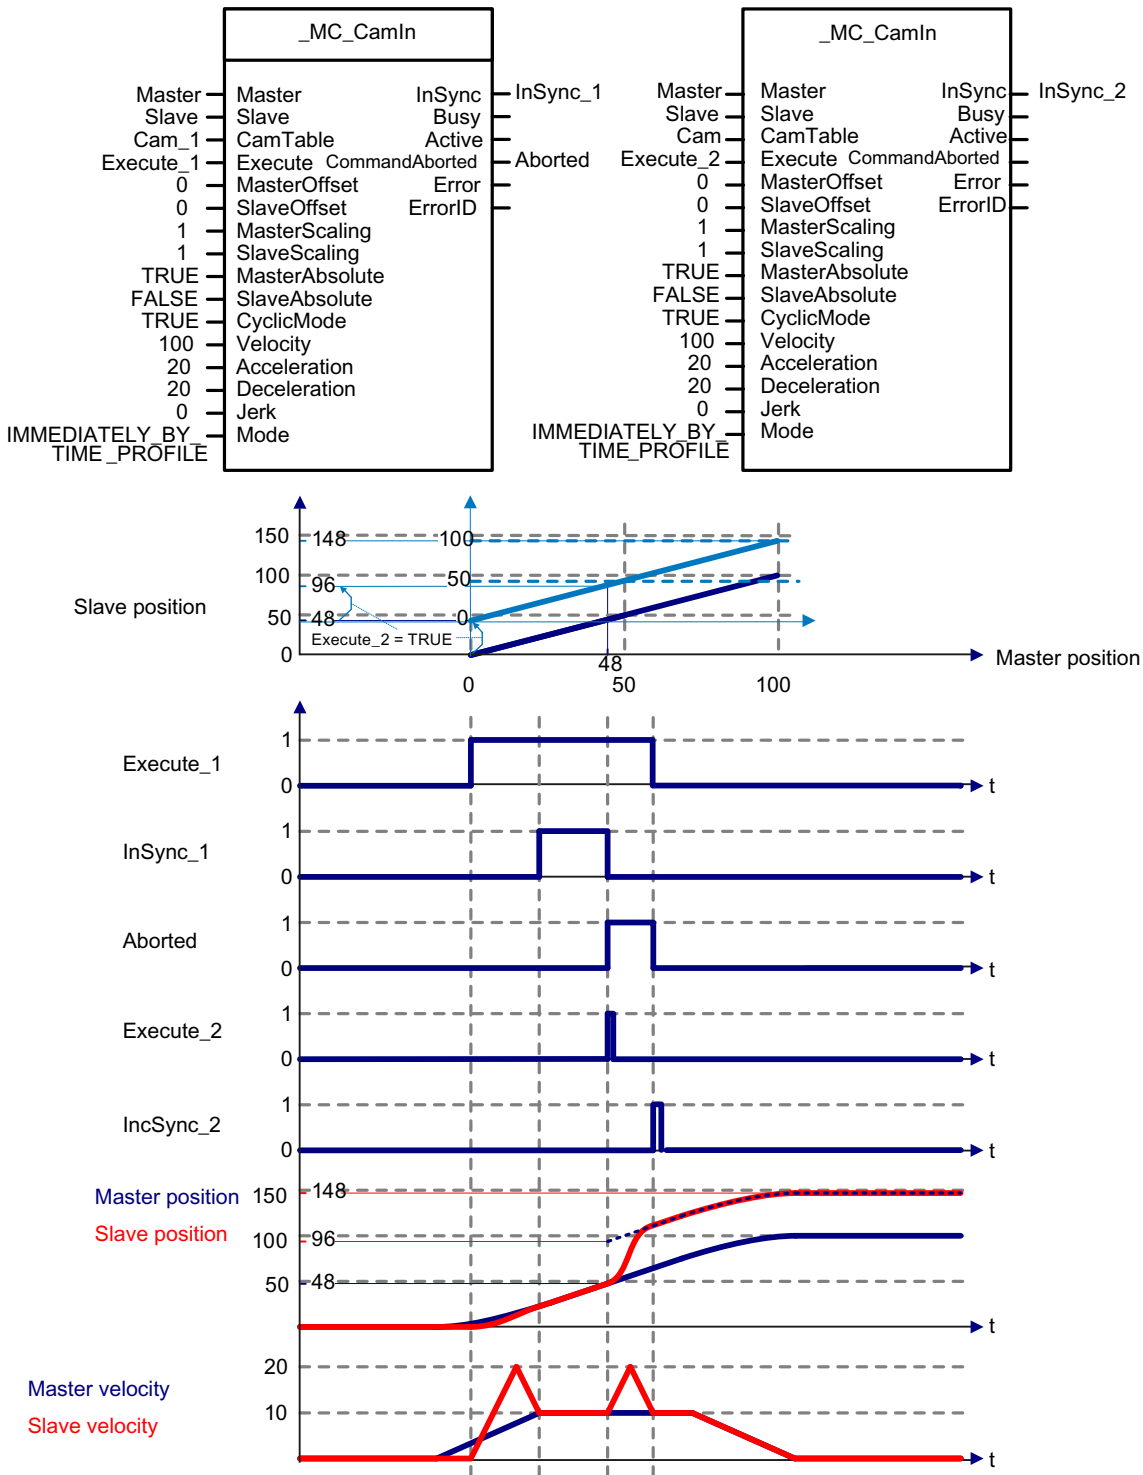 _MC_CamIn
Master Master InSync InSync_1
Slave Slave Busy
Cam_1 CamTable Active
Execute_1 Execute CommandAborted Aborted
0 MasterOffset Error
0 SlaveOffset ErrorID
1 MasterScaling
1 SlaveScaling
TRUE MasterAbsolute
FALSE SlaveAbsolute
TRUE CyclicMode
100 Velocity
20 Acceleration
20 Deceleration
0 Jerk
IMMEDIATELY_BY_ Mode
TIME_PROFILE
_MC_CamIn
Master Master InSync InSync_2
Slave Slave Busy
Cam CamTable Active
Execute_2 Execute CommandAborted
0 MasterOffset Error
0 SlaveOffset ErrorID
1 MasterScaling
1 SlaveScaling
TRUE MasterAbsolute
FALSE SlaveAbsolute
TRUE CyclicMode
100 Velocity
20 Acceleration
20 Deceleration
0 Jerk
IMMEDIATELY_BY_ Mode
TIME_PROFILE
150 148 100
100 96 50
Slave position
50 48 0
Execute_2 = TRUE
0 48 Master position
0 50 100
1
Execute_1
0 t
1
InSync_1
0 t
1
Aborted
0 t
1
Execute_2
0 t
1
IncSync_2
0 t
Master position 150 148
Slave position 100 96
50 48
t
20
Master velocity
10
Slave velocity
t